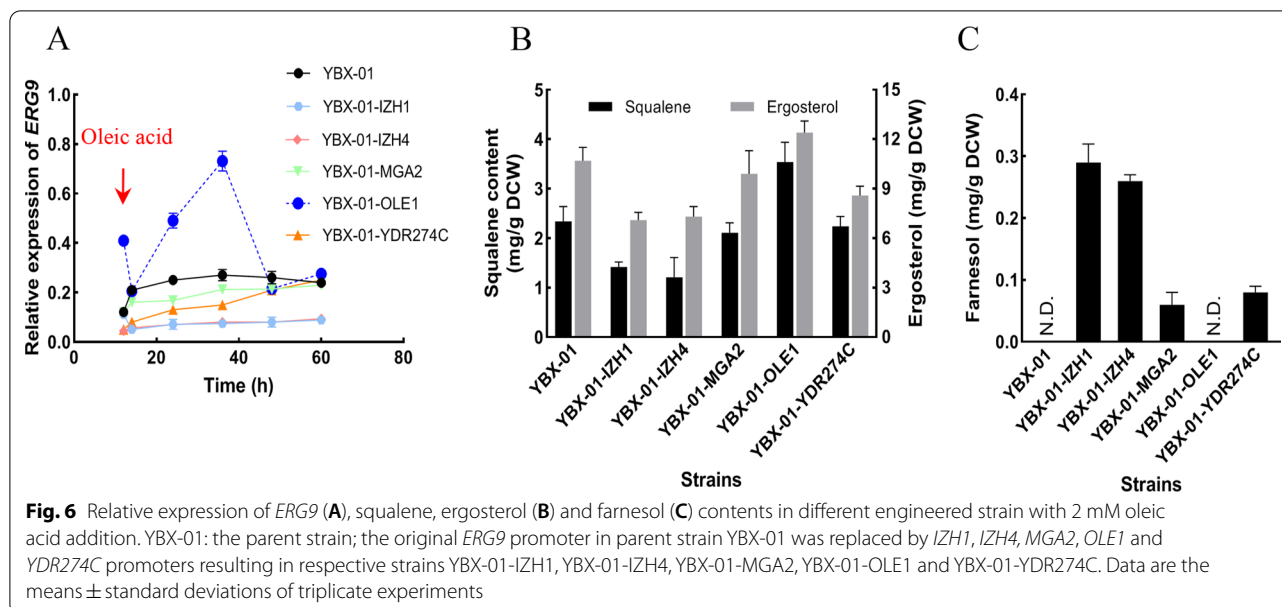 A
Relative expression of ERG9
1.0
0.8
0.6
0.4
0.2
0.0
0
20
40
60
80
Time (h)
Oleic acid
YBX-01
YBX-01-IZH1
YBX-01-IZH4
YBX-01-MGA2
YBX-01-OLE1
YBX-01-YDR274C
B
Squalene content
(mg/g DCW)
5
4
3
2
1
0
Squalene
Ergosterol
15
12
9
6
3
0
Ergosterol (mg/g DCW)
YBX-01
YBX-01-IZH1
YBX-01-IZH4
YBX-01-MGA2
YBX-01-OLE1
YBX-01-YDR274C
Strains
C
Farnesol (mg/g DCW)
0.4
0.3
0.2
0.1
0.0
N.D.
N.D.
YBX-01
YBX-01-IZH1
YBX-01-IZH4
YBX-01-MGA2
YBX-01-OLE1
YBX-01-YDR274C
Strains
Fig. 6 Relative expression of ERG9 (A), squalene, ergosterol (B) and farnesol (C) contents in different engineered strain with 2 mM oleic
acid addition. YBX-01: the parent strain; the original ERG9 promoter in parent strain YBX-01 was replaced by IZH1, IZH4, MGA2, OLE1 and
YDR274C promoters resulting in respective strains YBX-01-IZH1, YBX-01-IZH4, YBX-01-MGA2, YBX-01-OLE1 and YBX-01-YDR274C. Data are the
means ± standard deviations of triplicate experiments